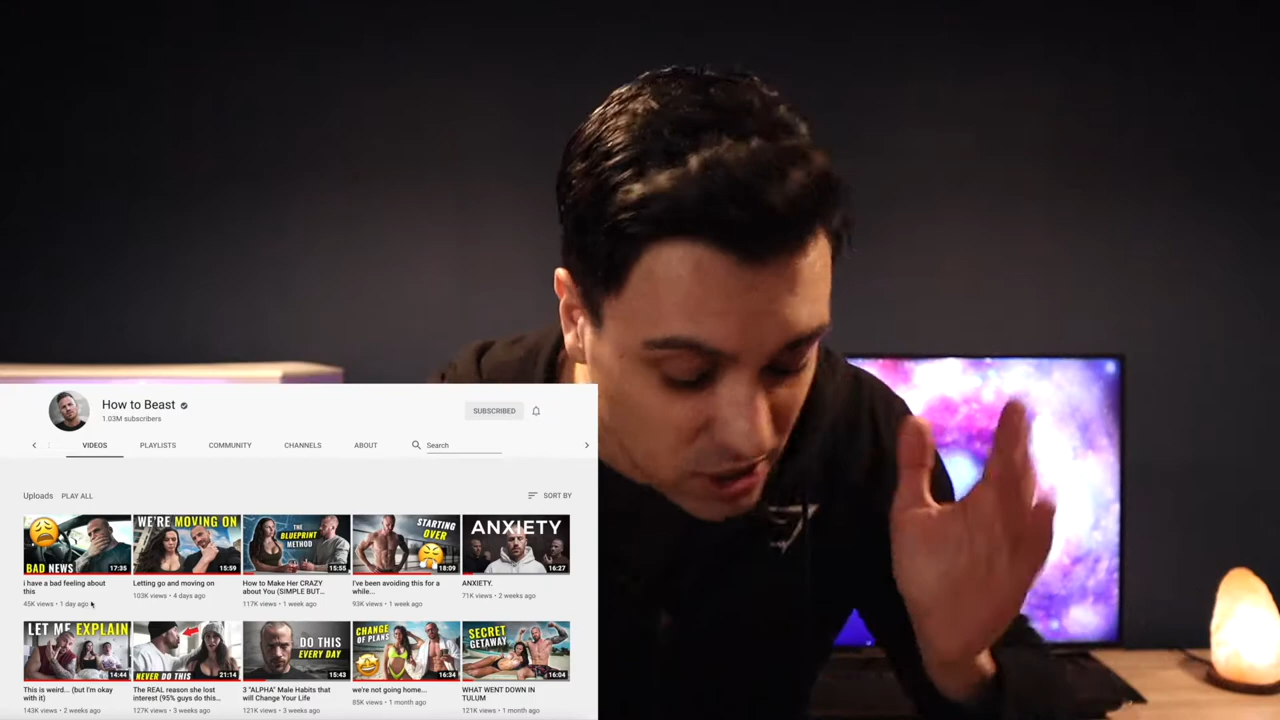 How to Beast
1.03M subscribers
SUBSCRIBED
VIDEOS PLAYLISTS COMMUNITY CHANNELS ABOUT Search
Uploads PLAY ALL SORT BY
BAD NEWS
17:35
i have a bad feeling about
this
45K views • 1 day ago
WE'RE MOVING ON
15:59
Letting go and moving on
103K views • 4 days ago
THE
BLUEPRINT
METHOD
15:55
How to Make Her CRAZY
about You (SIMPLE BUT...
117K views • 1 week ago
STARTING
OVER
18:09
I've been avoiding this for a
while...
93K views • 1 week ago
ANXIETY
16:27
ANXIETY.
71K views • 2 weeks ago
LET ME EXPLAIN
14:44
This is weird... (but I'm okay
with it)
143K views • 2 weeks ago
NEVER DO THIS
21:14
The REAL reason she lost
interest (95% guys do this...
127K views • 3 weeks ago
DO THIS
EVERY DAY
15:43
3 "ALPHA" Male Habits that
will Change Your Life
121K views • 3 weeks ago
CHANGE OF
PLANS
16:34
we're not going home...
85K views • 1 month ago
SECRET
GETAWAY
16:04
WHAT WENT DOWN IN
TULUM
121K views • 1 month ago